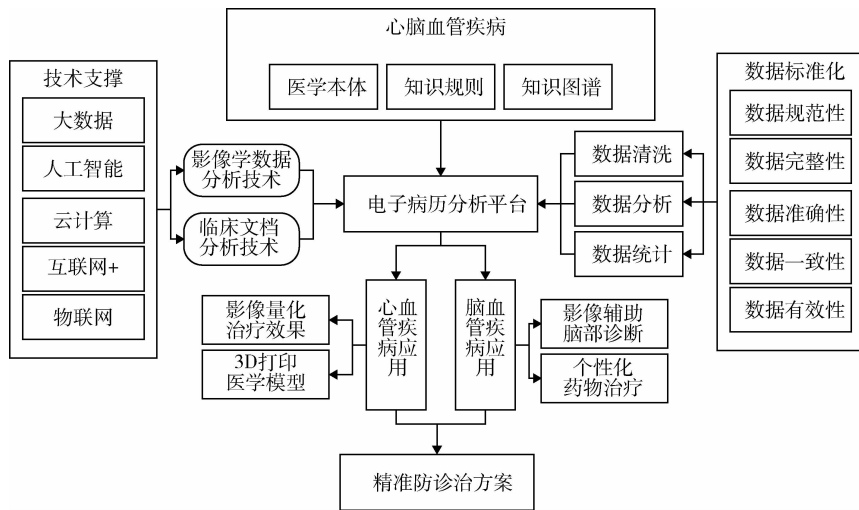 心脑血管疾病
医学本体
知识规则
知识图谱
技术支撑
大数据
人工智能
云计算
互联网+
物联网
影像学数据
分析技术
临床文档
分析技术
电子病历分析平台
数据清洗
数据分析
数据统计
数据标准化
数据规范性
数据完整性
数据准确性
数据一致性
数据有效性
影像量化
治疗效果
3D打印
医学模型
心血
管疾
病应
用
脑血
管疾
病应
用
影像辅助
脑部诊断
个性化
药物治疗
精准防诊治方案